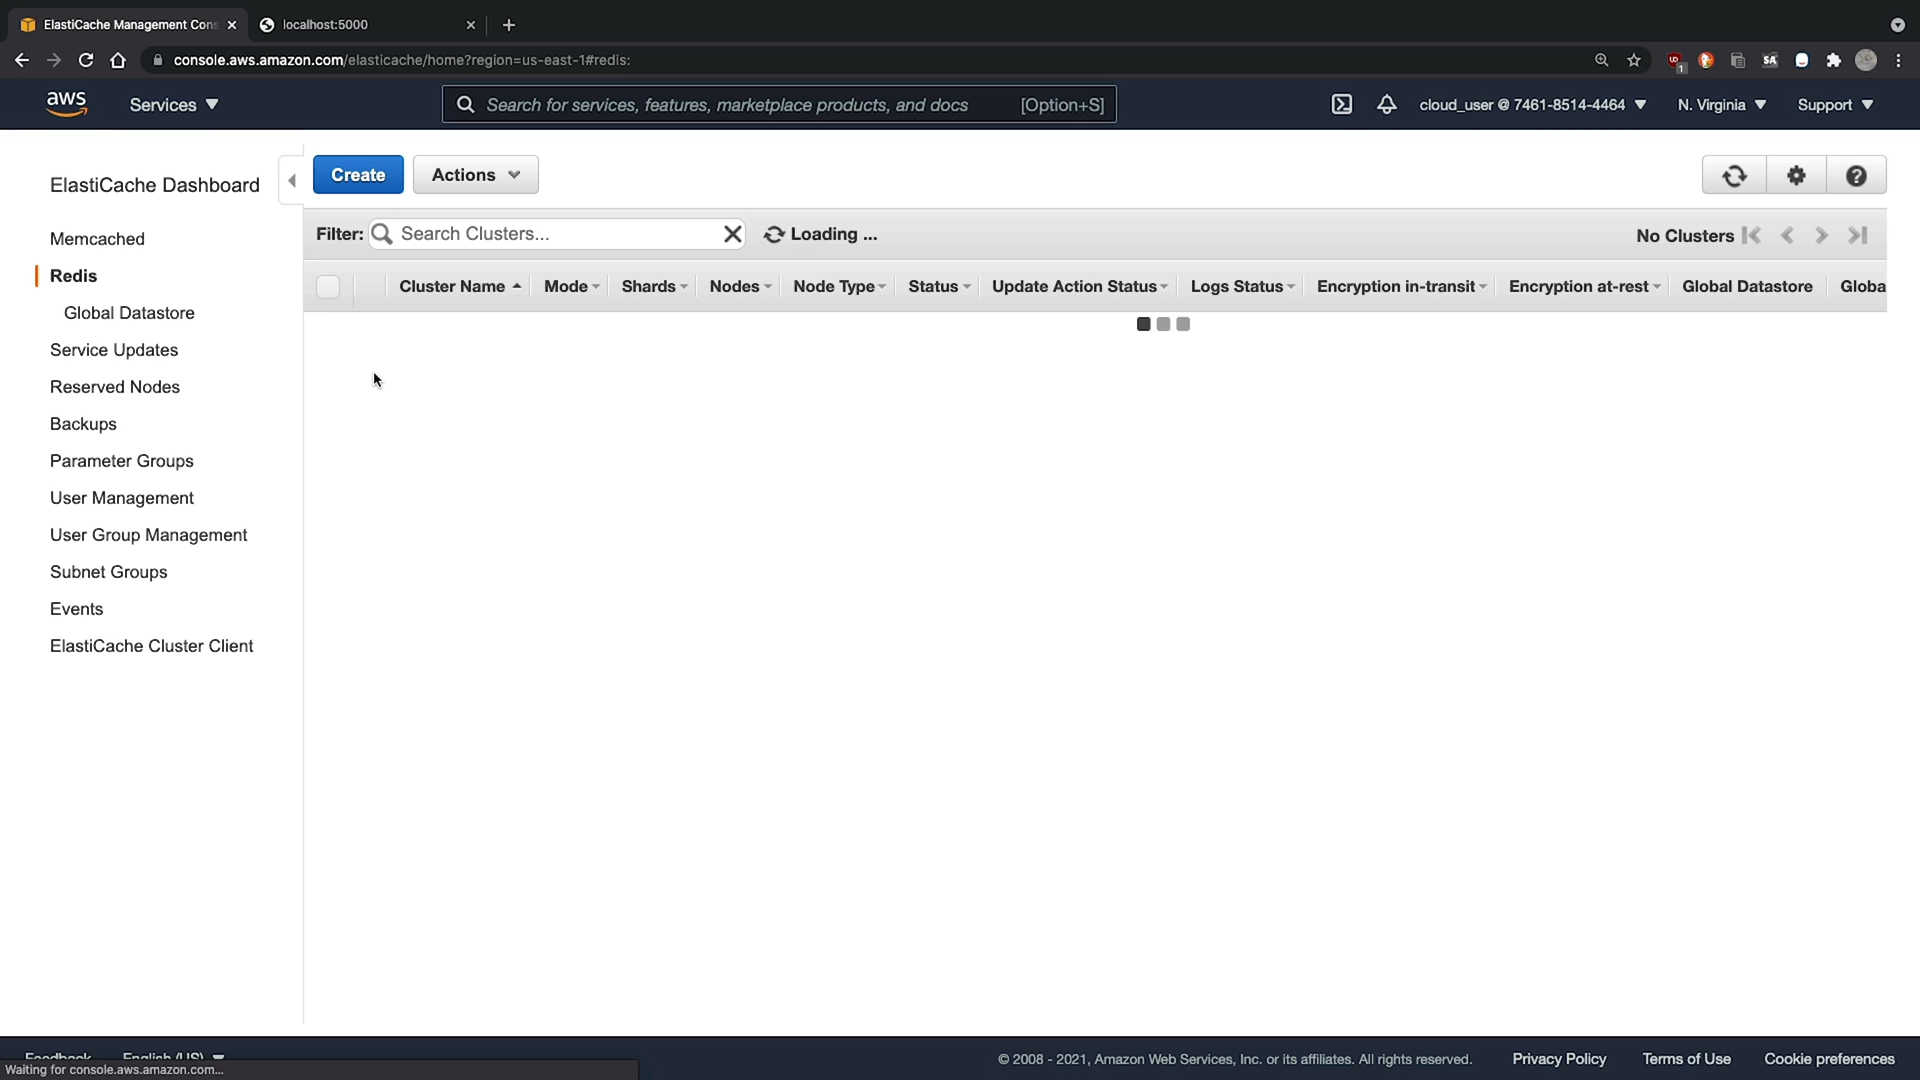 ElastiCache Management Cons
localhost:5000
console.aws.amazon.com/elasticache/home?region=us-east-1#redis:
aws
Services
Search for services, features, marketplace products, and docs
[Option+S]
cloud_user @ 7461-8514-4464
N. Virginia
Support
ElastiCache Dashboard
Memcached
Redis
Global Datastore
Service Updates
Reserved Nodes
Backups
Parameter Groups
User Management
User Group Management
Subnet Groups
Events
ElastiCache Cluster Client
Create
Actions
Filter:
Search Clusters...
Loading ...
No Clusters
Cluster Name
Mode
Shards
Nodes
Node Type
Status
Update Action Status
Logs Status
Encryption in-transit
Encryption at-rest
Global Datastore
Globa
Feedback
English (US)
Waiting for console.aws.amazon.com...
© 2008 - 2021, Amazon Web Services, Inc. or its affiliates. All rights reserved.
Privacy Policy
Terms of Use
Cookie preferences